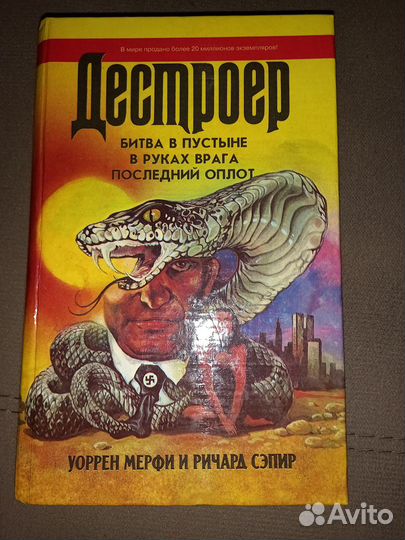 В мире продано более 20 миллионов экземпляров!
Дестроер
БИТВА В ПУСТЫНЕ
В РУКАХ ВРАГА
ПОСЛЕДНИЙ ОПЛОТ
УОРРЕН МЕРФИ И РИЧАРД СЭПИР
Avito